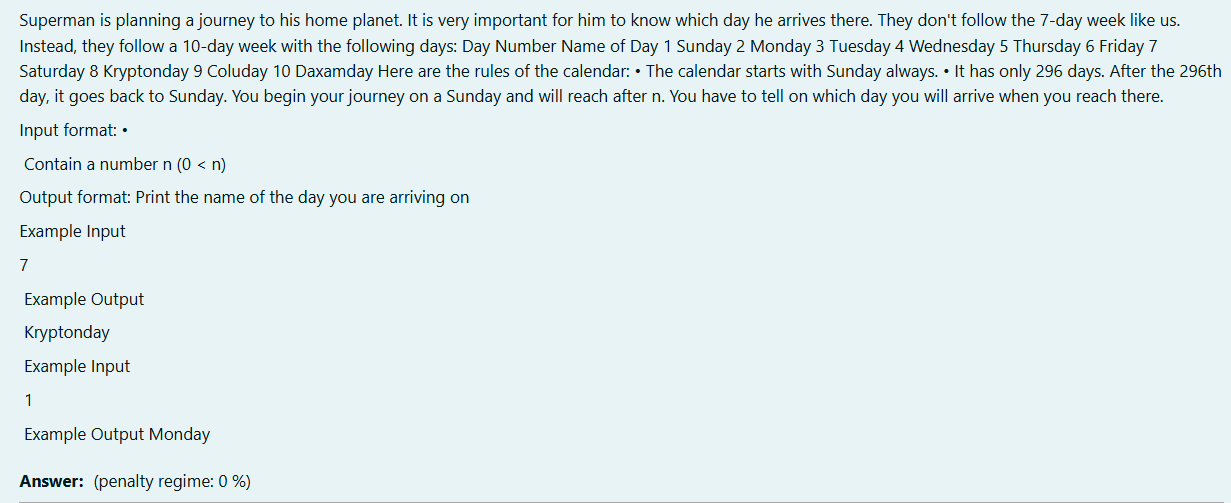 Superman is planning a journey to his home planet. It is very important for him to know which day he arrives there. They don't follow the 7-day week like us.
Instead, they follow a 10-day week with the following days: Day Number Name of Day 1 Sunday 2 Monday 3 Tuesday 4 Wednesday 5 Thursday 6 Friday 7
Saturday 8 Kryptonday 9 Coluday 10 Daxamday Here are the rules of the calendar: • The calendar starts with Sunday always. • It has only 296 days. After the 296th
day, it goes back to Sunday. You begin your journey on a Sunday and will reach after n. You have to tell on which day you will arrive when you reach there.
Input format: •
Contain a number n (0 < n)
Output format: Print the name of the day you are arriving on
Example Input
7
Example Output
Kryptonday
Example Input
1
Example Output Monday
Answer: (penalty regime: 0 %)